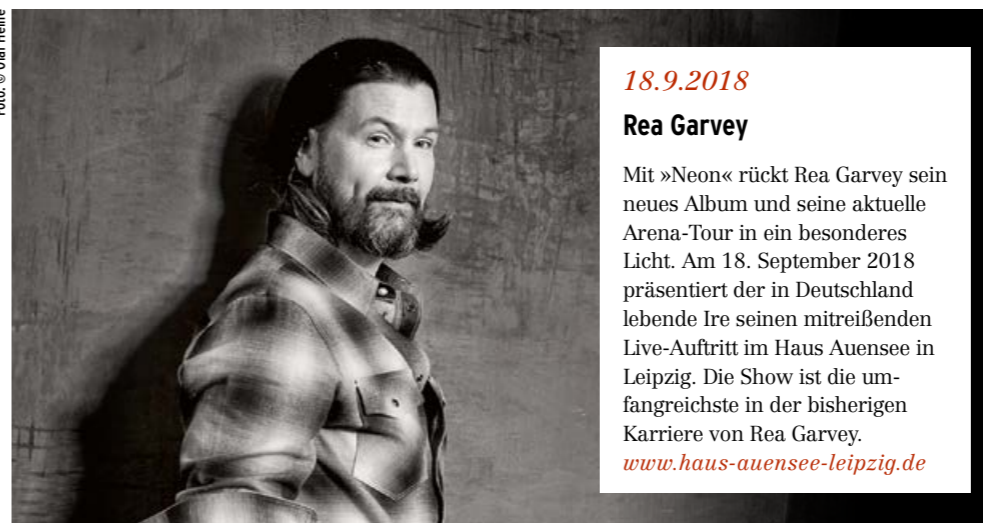 18.9.2018
Rea Garvey
Mit »Neon« rückt Rea Garvey sein
neues Album und seine aktuelle
Arena-Tour in ein besonderes
Licht. Am 18. September 2018
präsentiert der in Deutschland
lebende Ire seinen mitreißenden
Live-Auftritt im Haus Auensee in
Leipzig. Die Show ist die um-
fangreichste in der bisherigen
Karriere von Rea Garvey.
www.haus-auensee-leipzig.de